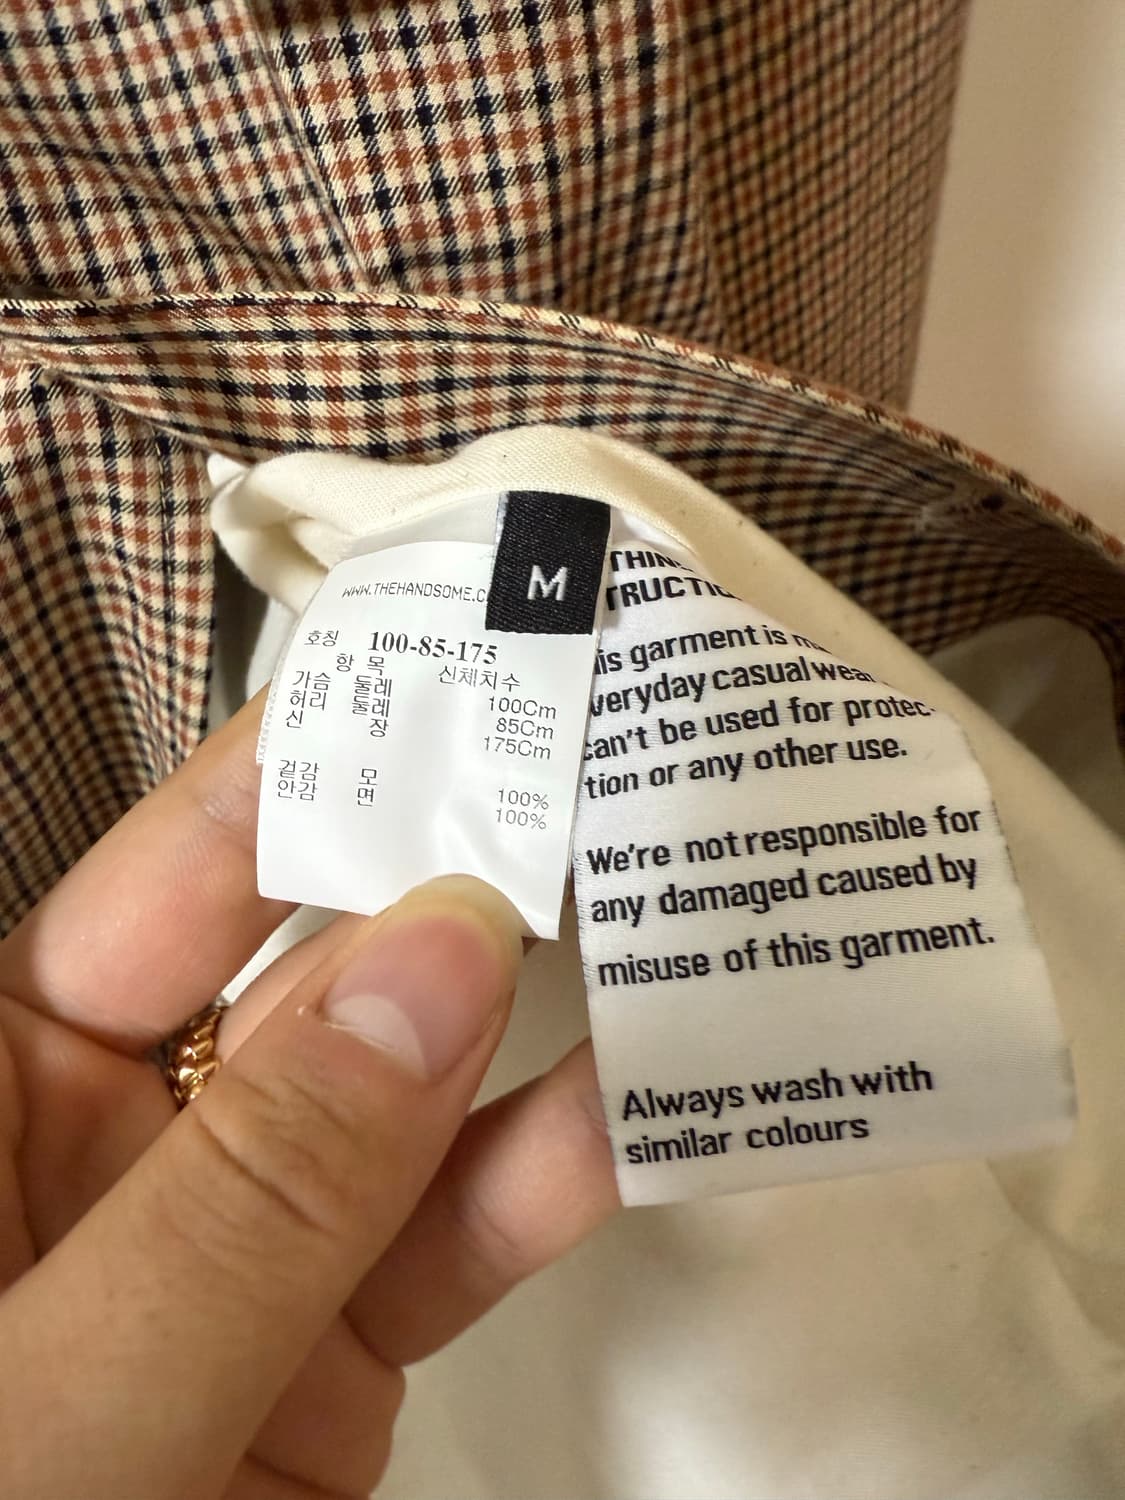 M
WWW.THEHANDSOME.C
호칭 100-85-175
항 목 신체치수
가슴 둘레 100Cm
허리 둘레 85Cm
신 장 175Cm
겉감 모 100%
안감 면 100%
garment is
everyday casual wear
can't be used for protec-
tion or any other use.
We're not responsible for
any damaged caused by
misuse of this garment.
Always wash with
similar colours